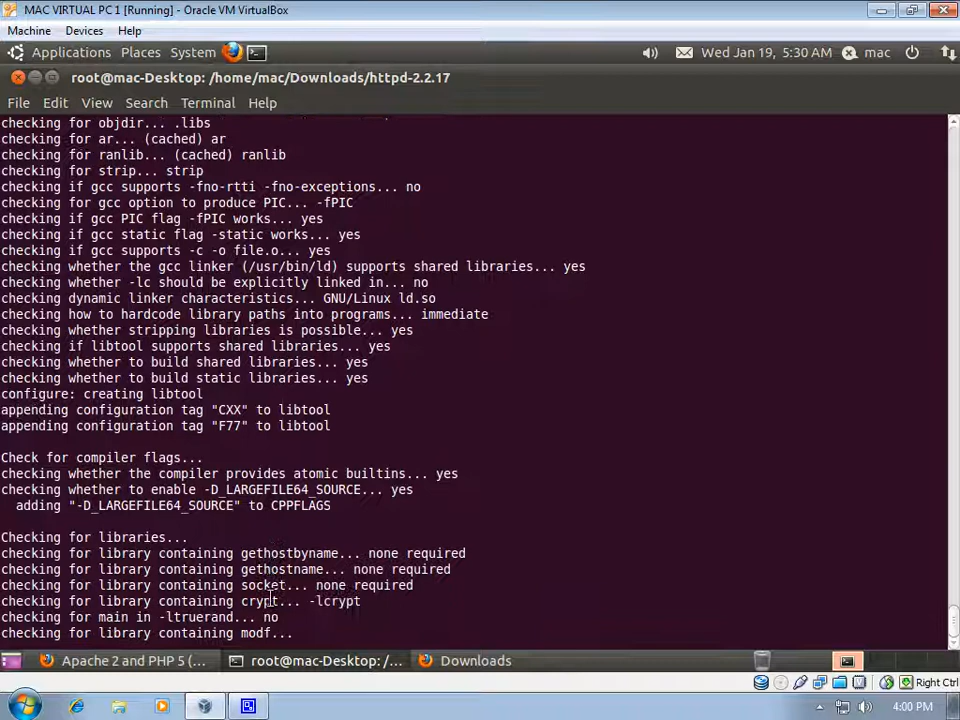 MAC VIRTUAL PC 1 [Running] - Oracle VM VirtualBox
Machine Devices Help
Applications Places System Wed Jan 19, 5:30 AM mac
root@mac-Desktop: /home/mac/Downloads/httpd-2.2.17
File Edit View Search Terminal Help
checking for objdir... .libs
checking for ar... (cached) ar
checking for ranlib... (cached) ranlib
checking for strip... strip
checking if gcc supports -fno-rtti -fno-exceptions... no
checking for gcc option to produce PIC... -fPIC
checking if gcc PIC flag -fPIC works... yes
checking if gcc static flag -static works... yes
checking if gcc supports -c -o file.o... yes
checking whether the gcc linker (/usr/bin/ld) supports shared libraries... yes
checking whether -lc should be explicitly linked in... no
checking dynamic linker characteristics... GNU/Linux ld.so
checking how to hardcode library paths into programs... immediate
checking whether stripping libraries is possible... yes
checking if libtool supports shared libraries... yes
checking whether to build shared libraries... yes
checking whether to build static libraries... yes
configure: creating libtool
appending configuration tag "CXX" to libtool
appending configuration tag "F77" to libtool
Check for compiler flags...
checking whether the compiler provides atomic builtins... yes
checking whether to enable -D_LARGEFILE64_SOURCE... yes
adding "-D_LARGEFILE64_SOURCE" to CPPFLAGS
Checking for libraries...
checking for library containing gethostbyname... none required
checking for library containing gethostname... none required
checking for library containing socket... none required
checking for library containing crypt... -lcrypt
checking for main in -ltruerand... no
checking for library containing modf...
Apache 2 and PHP 5 (... root@mac-Desktop: /... Downloads
Right Ctrl
4:00 PM